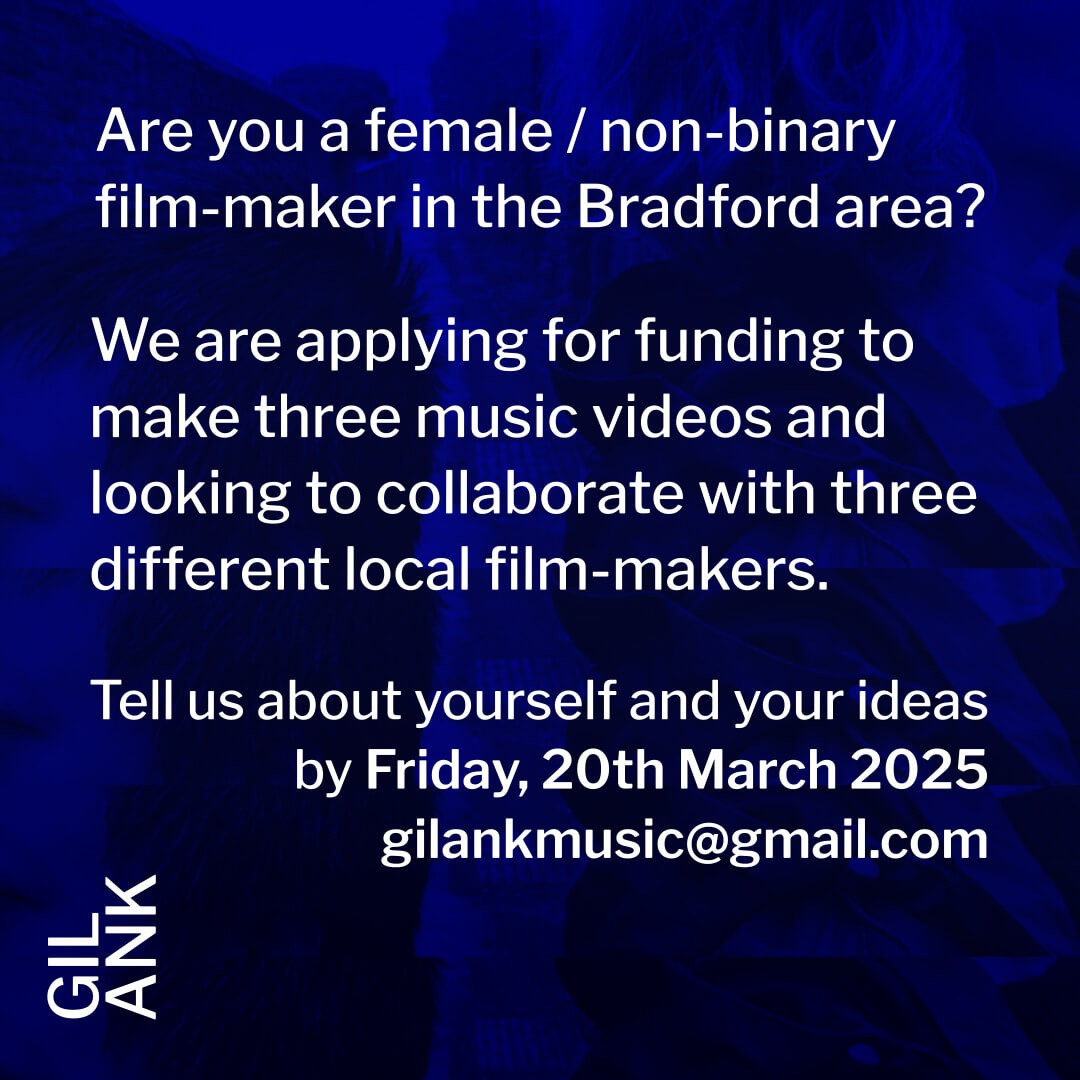 Are you a female / non-binary
film-maker in the Bradford area?
We are applying for funding to
make three music videos and
looking to collaborate with three
different local film-makers.
Tell us about yourself and your ideas
by Friday, 20th March 2025
gilankmusic@gmail.com
GIL
ANK